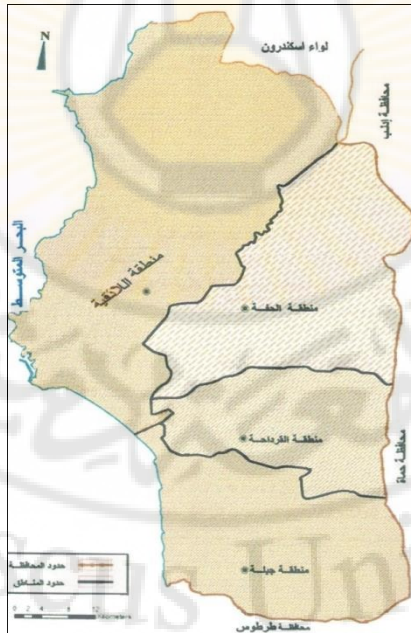 N
لواء اسكندرون
محافظة إدلب
البحر المتوسط
منطقة اللاذقية
منطقة الحفة
منطقة القرداحة
محافظة حماة
منطقة جبلة
حدود المحافظة
حدود المناطق
محافظة طرطوس